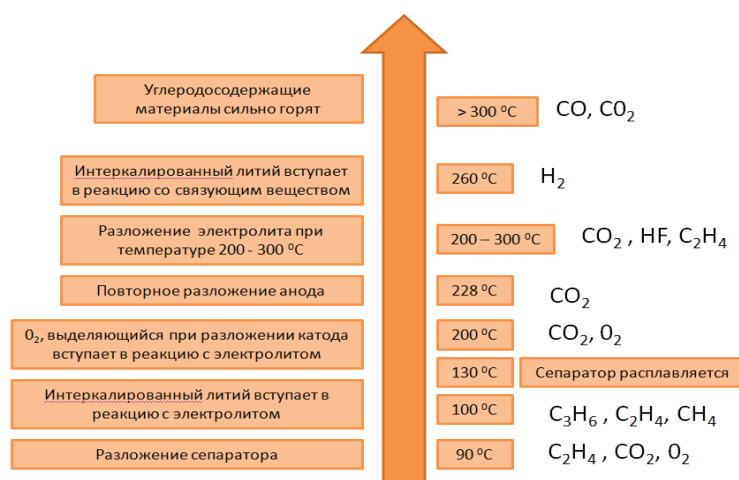 Углеродосодержащие
материалы сильно горят
> 300 ⁰C
CO, C0₂
Интеркалированный литий вступает
в реакцию со связующим веществом
260 ⁰C
H₂
Разложение электролита при
температуре 200 - 300 ⁰C
200 – 300 ⁰C
CO₂ , HF, C₂H₄
Повторное разложение анода
228 ⁰C
CO₂
0₂, выделяющийся при разложении катода
вступает в реакцию с электролитом
200 ⁰C
CO₂, 0₂
130 ⁰C
Сепаратор расплавляется
Интеркалированный литий вступает в
реакцию с электролитом
100 ⁰C
C₃H₆ , C₂H₄, CH₄
Разложение сепаратора
90 ⁰C
C₂H₄ , CO₂, 0₂